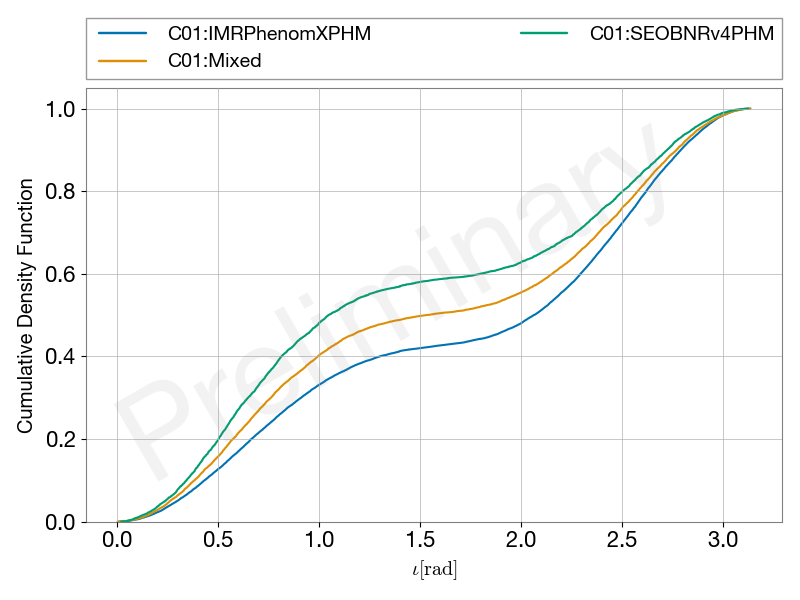 C01:IMRPhenomXPHM
C01:Mixed
C01:SEOBNRv4PHM
Cumulative Density Function
1.0
0.8
0.6
0.4
0.2
0.0
Preliminary
0.0 0.5 1.0 1.5 2.0 2.5 3.0
ι[rad]